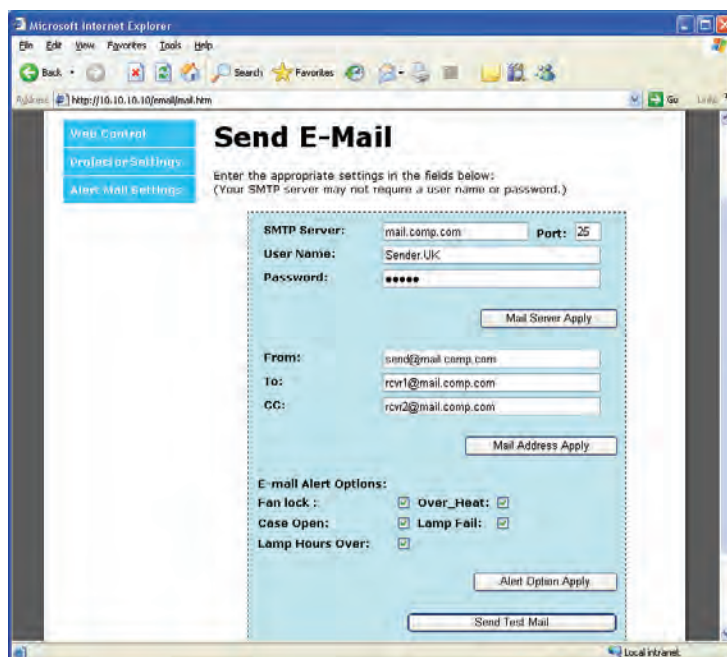 Microsoft Internet Explorer
File Edit View Favorites Tools Help
Back Search Favorites
Address http://10.10.10.10/email/mail.htm Go Links
Web Control
Projector Settings
Alert Mail Settings
Send E-Mail
Enter the appropriate settings in the fields below:
(Your SMTP server may not require a user name or password.)
SMTP Server: mail.comp.com Port: 25
User Name: Sender.UK
Password: •••••
Mail Server Apply
From: send@mail.comp.com
To: rcvr1@mail.comp.com
CC: rcvr2@mail.comp.com
Mail Address Apply
E-mail Alert Options:
Fan lock : Over_Heat:
Case Open: Lamp Fail:
Lamp Hours Over:
Alert Option Apply
Send Test Mail
Local intranet